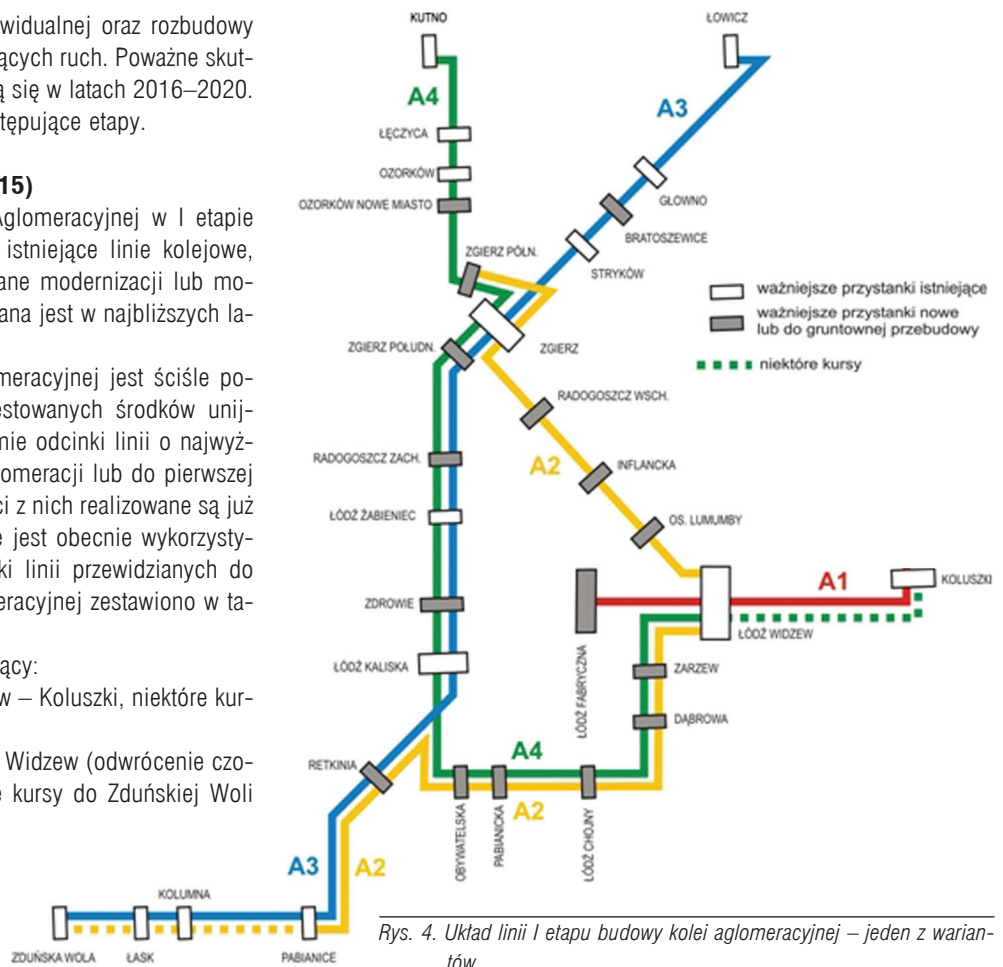 widualnej oraz rozbudowy
ących ruch. Poważne skut-
ą się w latach 2016–2020.
tępujące etapy.
15)
Aglomeracyjnej w I etapie
istniejące linie kolejowe,
ane modernizacji lub mo-
ana jest w najbliższych la-
meracyjnej jest ściśle po-
estowanych środków unij-
mie odcinki linii o najwyż-
lomeracji lub do pierwszej
ci z nich realizowane są już
e jest obecnie wykorzysty-
ki linii przewidzianych do
eracyjnej zestawiono w ta-
ący:
w – Koluszki, niektóre kur-
Widzew (odwrócenie czo-
e kursy do Zduńskiej Woli
KUTNO
ŁOWICZ
A4
A3
ŁĘCZYCA
OZORKÓW
GŁOWNO
OZORKÓW NOWE MIASTO
BRATOSZEWICE
ZGIERZ PÓŁN.
STRYKÓW
ważniejsze przystanki istniejące
ważniejsze przystanki nowe
lub do gruntownej przebudowy
niektóre kursy
ZGIERZ POŁUDN.
ZGIERZ
RADOGOSZCZ WSCH.
RADOGOSZCZ ZACH.
A2
INFLANCKA
ŁÓDŹ ŻABIENIEC
OS. LUMUMBY
A1
KOLUSZKI
ZDROWIE
ŁÓDŹ WIDZEW
ŁÓDŹ FABRYCZNA
ŁÓDŹ KALISKA
ZARZEW
DĄBROWA
RETKINIA
A4
A2
OBYWATELSKA
PABIANICKA
ŁÓDŹ CHOJNY
A3
A2
KOLUMNA
ZDUŃSKA WOLA
ŁASK
PABIANICE
Rys. 4. Układ linii I etapu budowy kolei aglomeracyjnej – jeden z warian-
tów